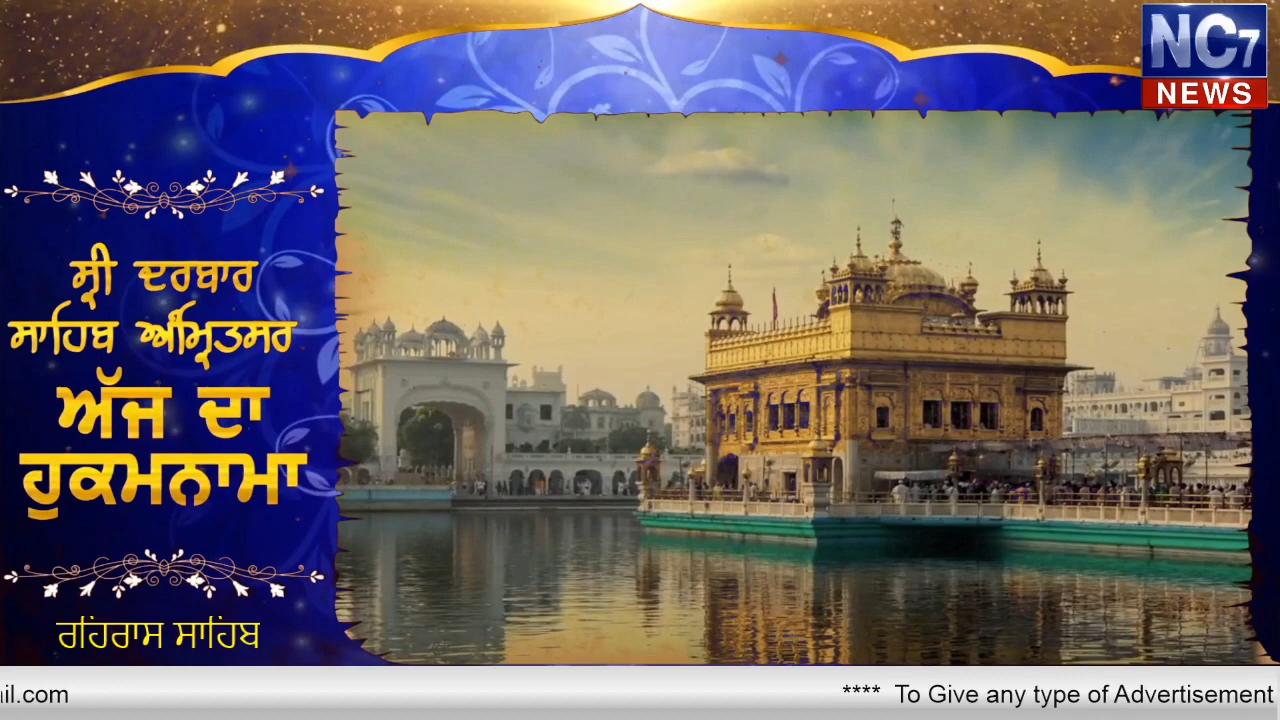 NC7
NEWS
ਸ੍ਰੀ ਦਰਬਾਰ
ਸਾਹਿਬ ਅੰਮ੍ਰਿਤਸਰ
ਅੱਜ ਦਾ
ਹੁਕਮਨਾਮਾ
ਰਹਿਰਾਸ ਸਾਹਿਬ
il.com **** To Give any type of Advertisement